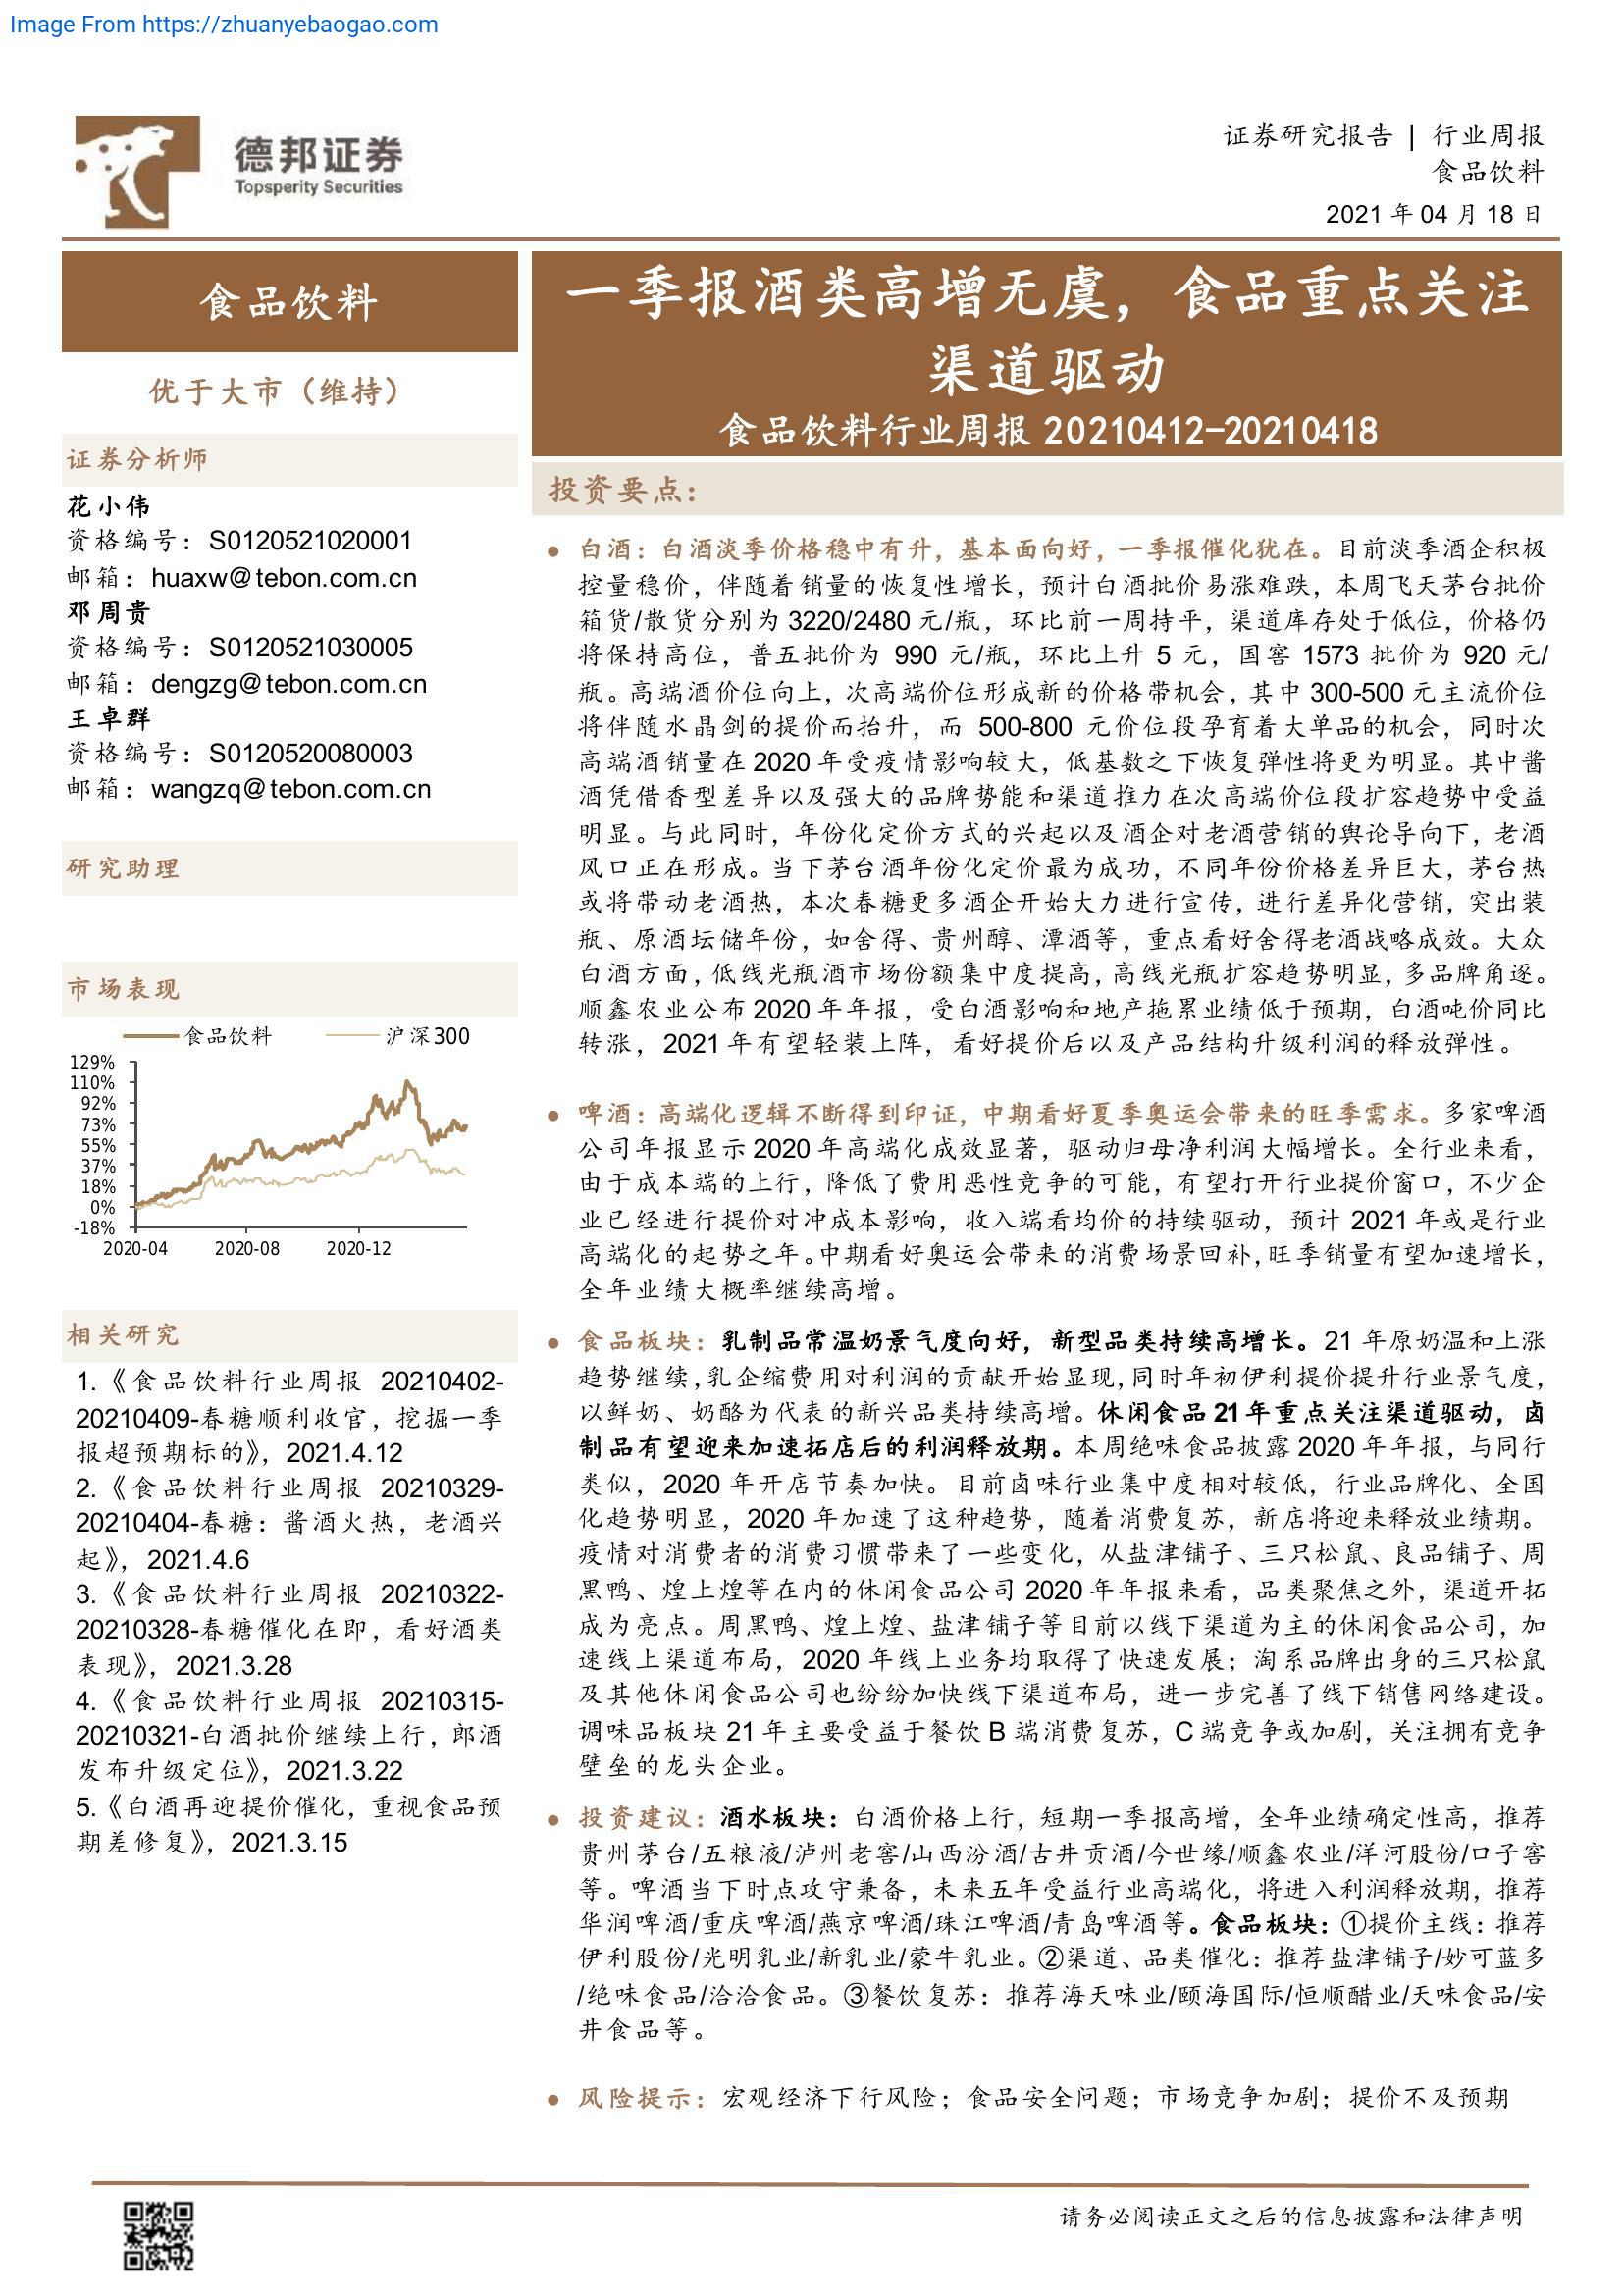 Image From https://zhuanyebaogao.com
德邦证券
Topsperity Securities
证券研究报告 | 行业周报
食品饮料
2021 年 04 月 18 日
食品饮料
优于大市（维持）
证券分析师
花小伟
资格编号：S0120521020001
邮箱：huaxw@tebon.com.cn
邓周贵
资格编号：S0120521030005
邮箱：dengzg@tebon.com.cn
王卓群
资格编号：S0120520080003
邮箱：wangzq@tebon.com.cn
研究助理
市场表现
食品饮料 沪深300
129%
110%
92%
73%
55%
37%
18%
0%
-18%
2020-04 2020-08 2020-12
相关研究
1.《食品饮料行业周报 20210402-
20210409-春糖顺利收官，挖掘一季
报超预期标的》，2021.4.12
2.《食品饮料行业周报 20210329-
20210404-春糖：酱酒火热，老酒兴
起》，2021.4.6
3.《食品饮料行业周报 20210322-
20210328-春糖催化在即，看好酒类
表现》，2021.3.28
4.《食品饮料行业周报 20210315-
20210321-白酒批价继续上行，郎酒
发布升级定位》，2021.3.22
5.《白酒再迎提价催化，重视食品预
期差修复》，2021.3.15
一季报酒类高增无虞，食品重点关注
渠道驱动
食品饮料行业周报 20210412-20210418
投资要点：
● 白酒：白酒淡季价格稳中有升，基本面向好，一季报催化犹在。目前淡季酒企积极
控量稳价，伴随着销量的恢复性增长，预计白酒批价易涨难跌，本周飞天茅台批价
箱货/散货分别为 3220/2480 元/瓶，环比前一周持平，渠道库存处于低位，价格仍
将保持高位，普五批价为 990 元/瓶，环比上升 5 元，国窖 1573 批价为 920 元/
瓶。高端酒价位向上，次高端价位形成新的价格带机会，其中 300-500 元主流价位
将伴随水晶剑的提价而抬升，而 500-800 元价位段孕育着大单品的机会，同时次
高端酒销量在 2020 年受疫情影响较大，低基数之下恢复弹性将更为明显。其中酱
酒凭借香型差异以及强大的品牌势能和渠道推力在次高端价位段扩容趋势中受益
明显。与此同时，年份化定价方式的兴起以及酒企对老酒营销的舆论导向下，老酒
风口正在形成。当下茅台酒年份化定价最为成功，不同年份价格差异巨大，茅台热
或将带动老酒热，本次春糖更多酒企开始大力进行宣传，进行差异化营销，突出装
瓶、原酒坛储年份，如舍得、贵州醇、潭酒等，重点看好舍得老酒战略成效。大众
白酒方面，低线光瓶酒市场份额集中度提高，高线光瓶扩容趋势明显，多品牌角逐。
顺鑫农业公布 2020 年年报，受白酒影响和地产拖累业绩低于预期，白酒吨价同比
转涨，2021 年有望轻装上阵，看好提价后以及产品结构升级利润的释放弹性。
● 啤酒：高端化逻辑不断得到印证，中期看好夏季奥运会带来的旺季需求。多家啤酒
公司年报显示 2020 年高端化成效显著，驱动归母净利润大幅增长。全行业来看，
由于成本端的上行，降低了费用恶性竞争的可能，有望打开行业提价窗口，不少企
业已经进行提价对冲成本影响，收入端看均价的持续驱动，预计 2021 年或是行业
高端化的起势之年。中期看好奥运会带来的消费场景回补，旺季销量有望加速增长，
全年业绩大概率继续高增。
● 食品板块：乳制品常温奶景气度向好，新型品类持续高增长。21 年原奶温和上涨
趋势继续，乳企缩费用对利润的贡献开始显现，同时年初伊利提价提升行业景气度，
以鲜奶、奶酪为代表的新兴品类持续高增。休闲食品 21 年重点关注渠道驱动，卤
制品有望迎来加速拓店后的利润释放期。本周绝味食品披露 2020 年年报，与同行
类似，2020 年开店节奏加快。目前卤味行业集中度相对较低，行业品牌化、全国
化趋势明显，2020 年加速了这种趋势，随着消费复苏，新店将迎来释放业绩期。
疫情对消费者的消费习惯带来了一些变化，从盐津铺子、三只松鼠、良品铺子、周
黑鸭、煌上煌等在内的休闲食品公司 2020 年年报来看，品类聚焦之外，渠道开拓
成为亮点。周黑鸭、煌上煌、盐津铺子等目前以线下渠道为主的休闲食品公司，加
速线上渠道布局，2020 年线上业务均取得了快速发展；淘系品牌出身的三只松鼠
及其他休闲食品公司也纷纷加快线下渠道布局，进一步完善了线下销售网络建设。
调味品板块 21 年主要受益于餐饮 B 端消费复苏，C 端竞争或加剧，关注拥有竞争
壁垒的龙头企业。
● 投资建议：酒水板块：白酒价格上行，短期一季报高增，全年业绩确定性高，推荐
贵州茅台/五粮液/泸州老窖/山西汾酒/古井贡酒/今世缘/顺鑫农业/洋河股份/口子窖
等。啤酒当下时点攻守兼备，未来五年受益行业高端化，将进入利润释放期，推荐
华润啤酒/重庆啤酒/燕京啤酒/珠江啤酒/青岛啤酒等。食品板块：①提价主线：推荐
伊利股份/光明乳业/新乳业/蒙牛乳业。②渠道、品类催化：推荐盐津铺子/妙可蓝多
/绝味食品/洽洽食品。③餐饮复苏：推荐海天味业/颐海国际/恒顺醋业/天味食品/安
井食品等。
● 风险提示：宏观经济下行风险；食品安全问题；市场竞争加剧；提价不及预期
请务必阅读正文之后的信息披露和法律声明